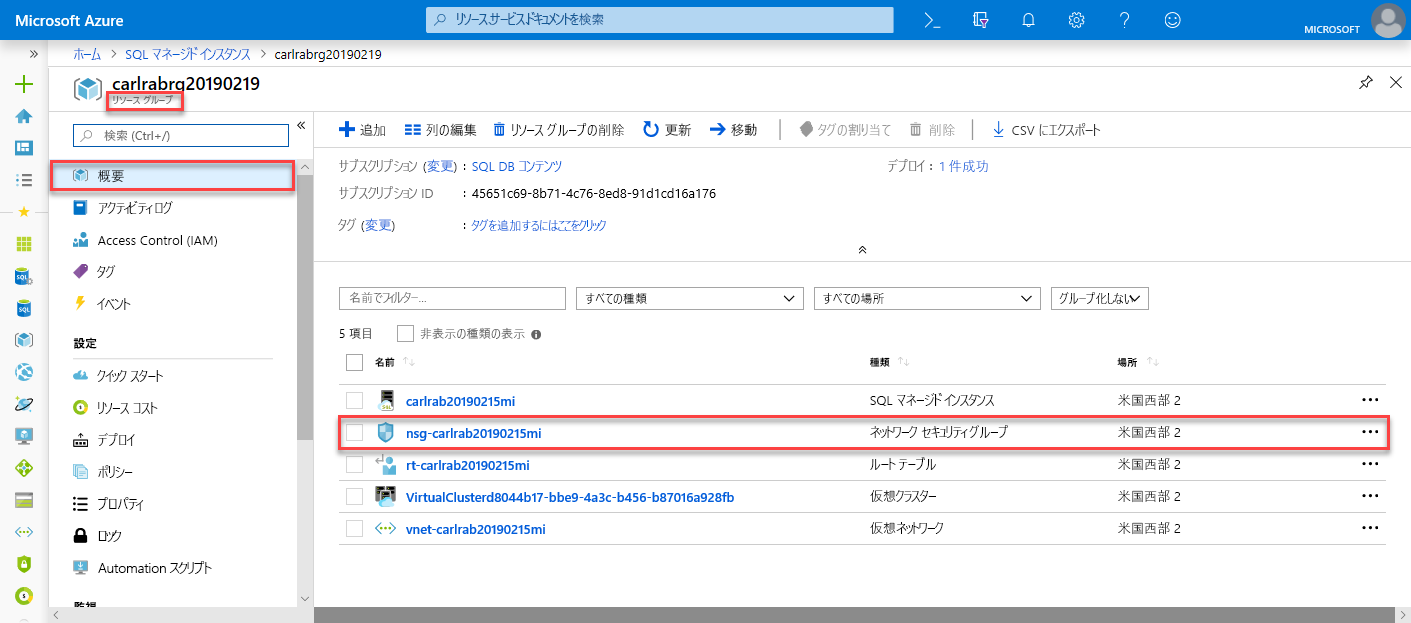 Microsoft Azure
リソース サービス ドキュメントを検索
MICROSOFT
ホーム > SQL マネージド インスタンス > carlrabrg20190219
carlrabrg20190219
リソース グループ
検索 (Ctrl+/)
概要
アクティビティ ログ
Access Control (IAM)
タグ
イベント
設定
クイック スタート
リソース コスト
デプロイ
ポリシー
プロパティ
ロック
Automation スクリプト
監視
追加 列の編集 リソース グループの削除 更新 移動 タグの割り当て 削除 CSV にエクスポート
サブスクリプション (変更) : SQL DB コンテンツ デプロイ : 1 件成功
サブスクリプション ID : 45651c69-8b71-4c76-8ed8-91d1cd16a176
タグ (変更) : タグを追加するにはここをクリック
名前でフィルター... すべての種類 すべての場所 グループ化しない
5 項目 非表示の種類の表示
名前 種類 場所
carlrab20190215mi SQL マネージド インスタンス 米国西部 2
nsg-carlrab20190215mi ネットワーク セキュリティ グループ 米国西部 2
rt-carlrab20190215mi ルート テーブル 米国西部 2
VirtualClusterd8044b17-bbe9-4a3c-b456-b87016a928fb 仮想クラスター 米国西部 2
vnet-carlrab20190215mi 仮想ネットワーク 米国西部 2